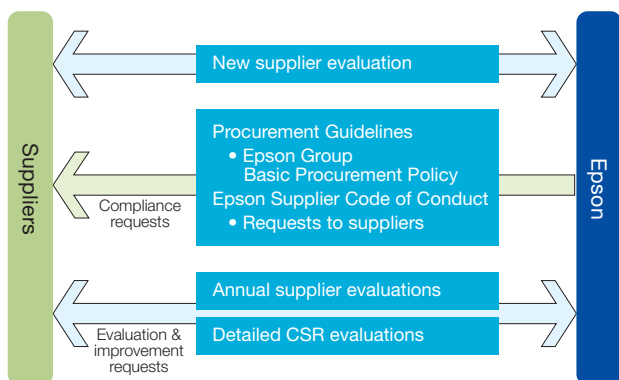 Suppliers
New supplier evaluation
Procurement Guidelines
• Epson Group
Basic Procurement Policy
Epson Supplier Code of Conduct
• Requests to suppliers
Compliance
requests
Annual supplier evaluations
Detailed CSR evaluations
Evaluation &
improvement
requests
Epson